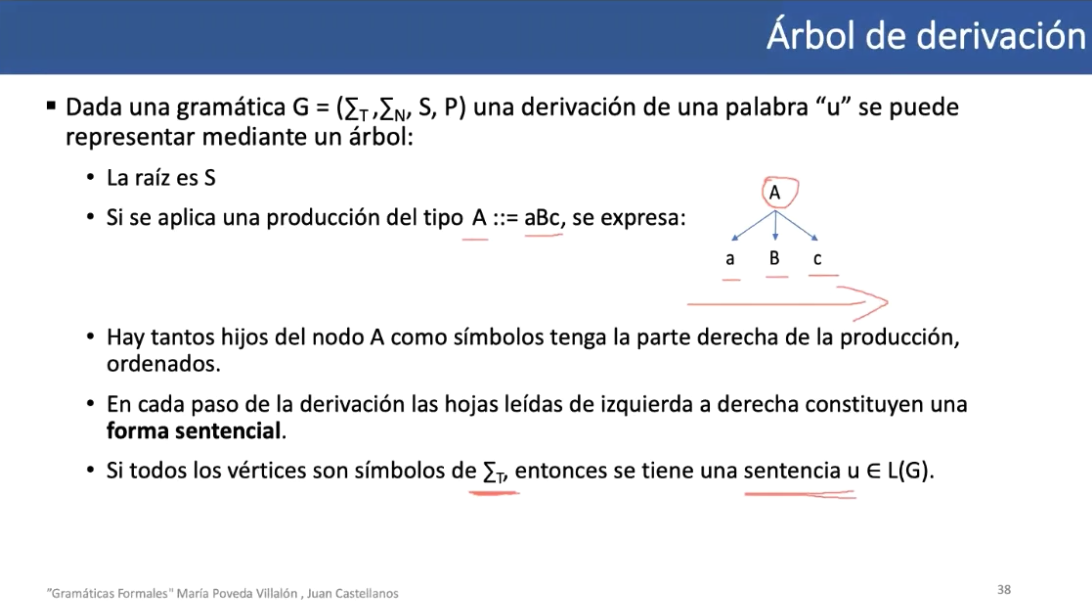 Árbol de derivación
▪ Dada una gramática G = (∑T ,∑N, S, P) una derivación de una palabra “u” se puede
representar mediante un árbol:
• La raíz es S
• Si se aplica una producción del tipo A ::= aBc, se expresa:
A
a B c
• Hay tantos hijos del nodo A como símbolos tenga la parte derecha de la producción,
ordenados.
• En cada paso de la derivación las hojas leídas de izquierda a derecha constituyen una
forma sentencial.
• Si todos los vértices son símbolos de ∑T, entonces se tiene una sentencia u ∈ L(G).
”Gramáticas Formales" María Poveda Villalón , Juan Castellanos
38